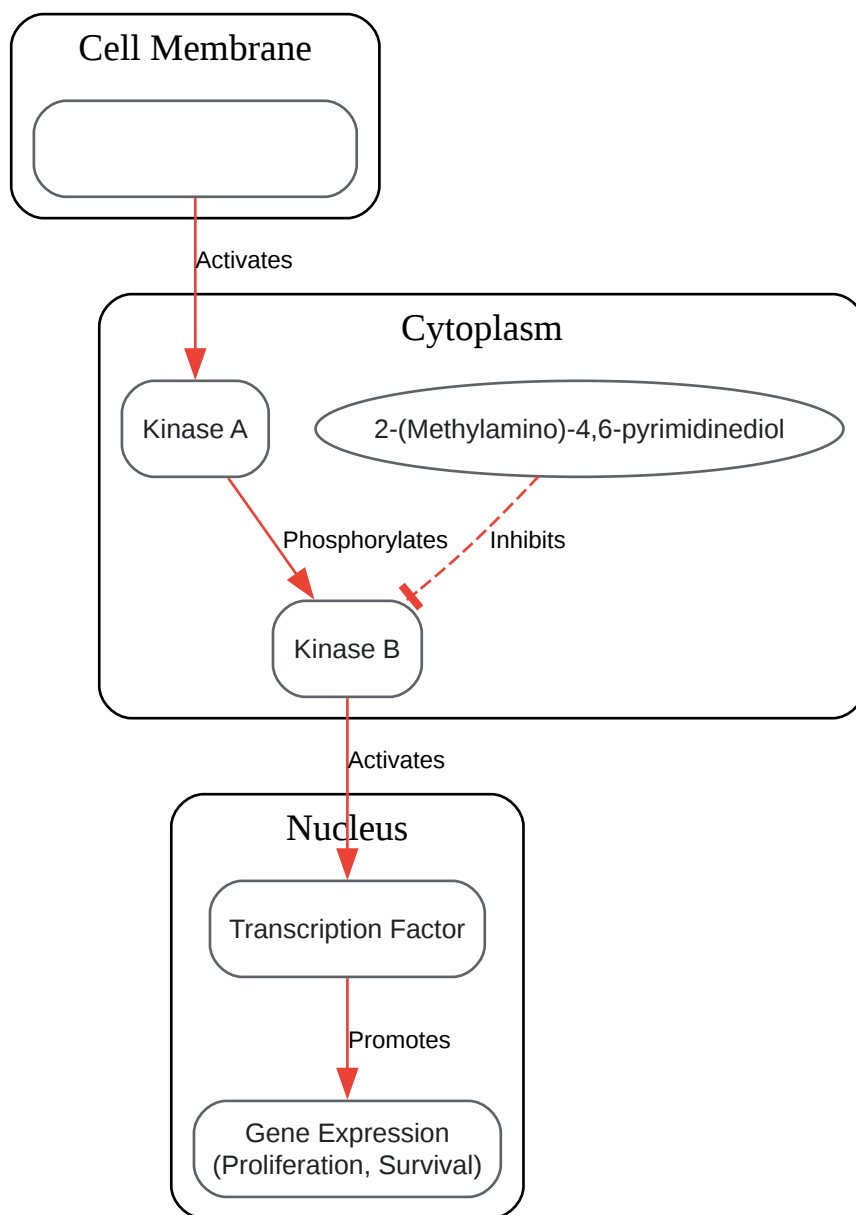 Cell Membrane
Activates
Cytoplasm
Kinase A
2-(Methylamino)-4,6-pyrimidinediol
Phosphorylates
Inhibits
Kinase B
Activates
Nucleus
Transcription Factor
Promotes
Gene Expression
(Proliferation, Survival)